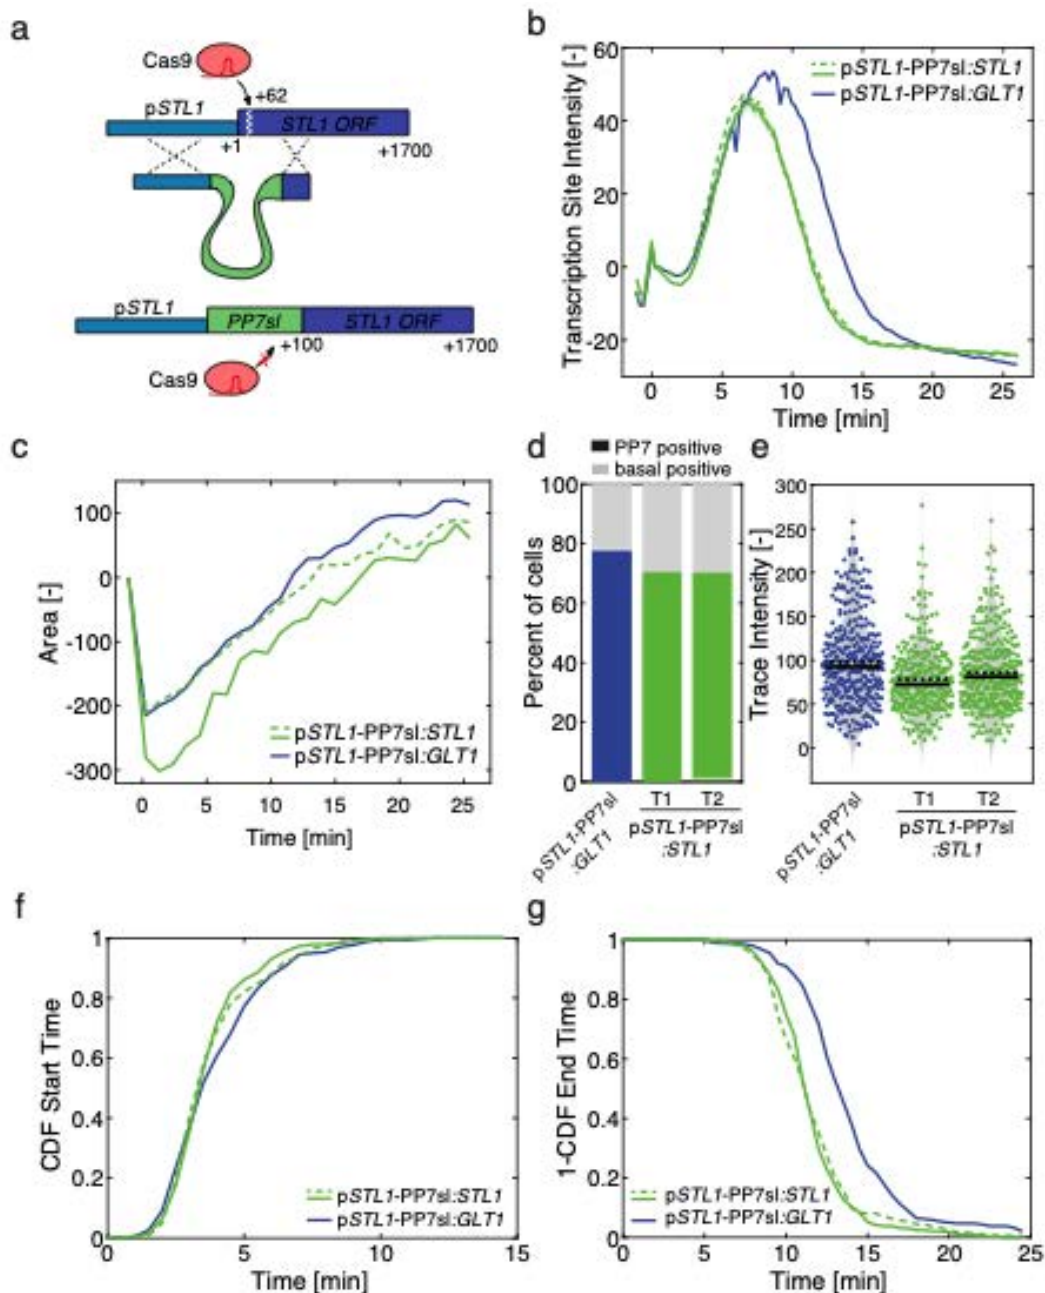 a
Cas9
+62
pSTL1
STL1 ORF
+1
+1700
pSTL1
PP7sl
STL1 ORF
+100
+1700
Cas9
b
Transcription Site Intensity [-]
60
40
20
0
-20
pSTL1-PP7sl:STL1
pSTL1-PP7sl:GLT1
0 5 10 15 20 25
Time [min]
c
Area [-]
100
0
-100
-200
-300
pSTL1-PP7sl:STL1
pSTL1-PP7sl:GLT1
0 5 10 15 20 25
Time [min]
d
PP7 positive
basal positive
Percent of cells
100
80
60
40
20
0
pSTL1-PP7sl
:GLT1
T1 T2
pSTL1-PP7sl
:STL1
e
Trace Intensity [-]
300
250
200
150
100
50
0
pSTL1-PP7sl
:GLT1
T1 T2
pSTL1-PP7sl
:STL1
f
CDF Start Time
1
0.8
0.6
0.4
0.2
0
pSTL1-PP7sl:STL1
pSTL1-PP7sl:GLT1
0 5 10 15
Time [min]
g
1-CDF End Time
1
0.8
0.6
0.4
0.2
0
pSTL1-PP7sl:STL1
pSTL1-PP7sl:GLT1
0 5 10 15 20 25
Time [min]